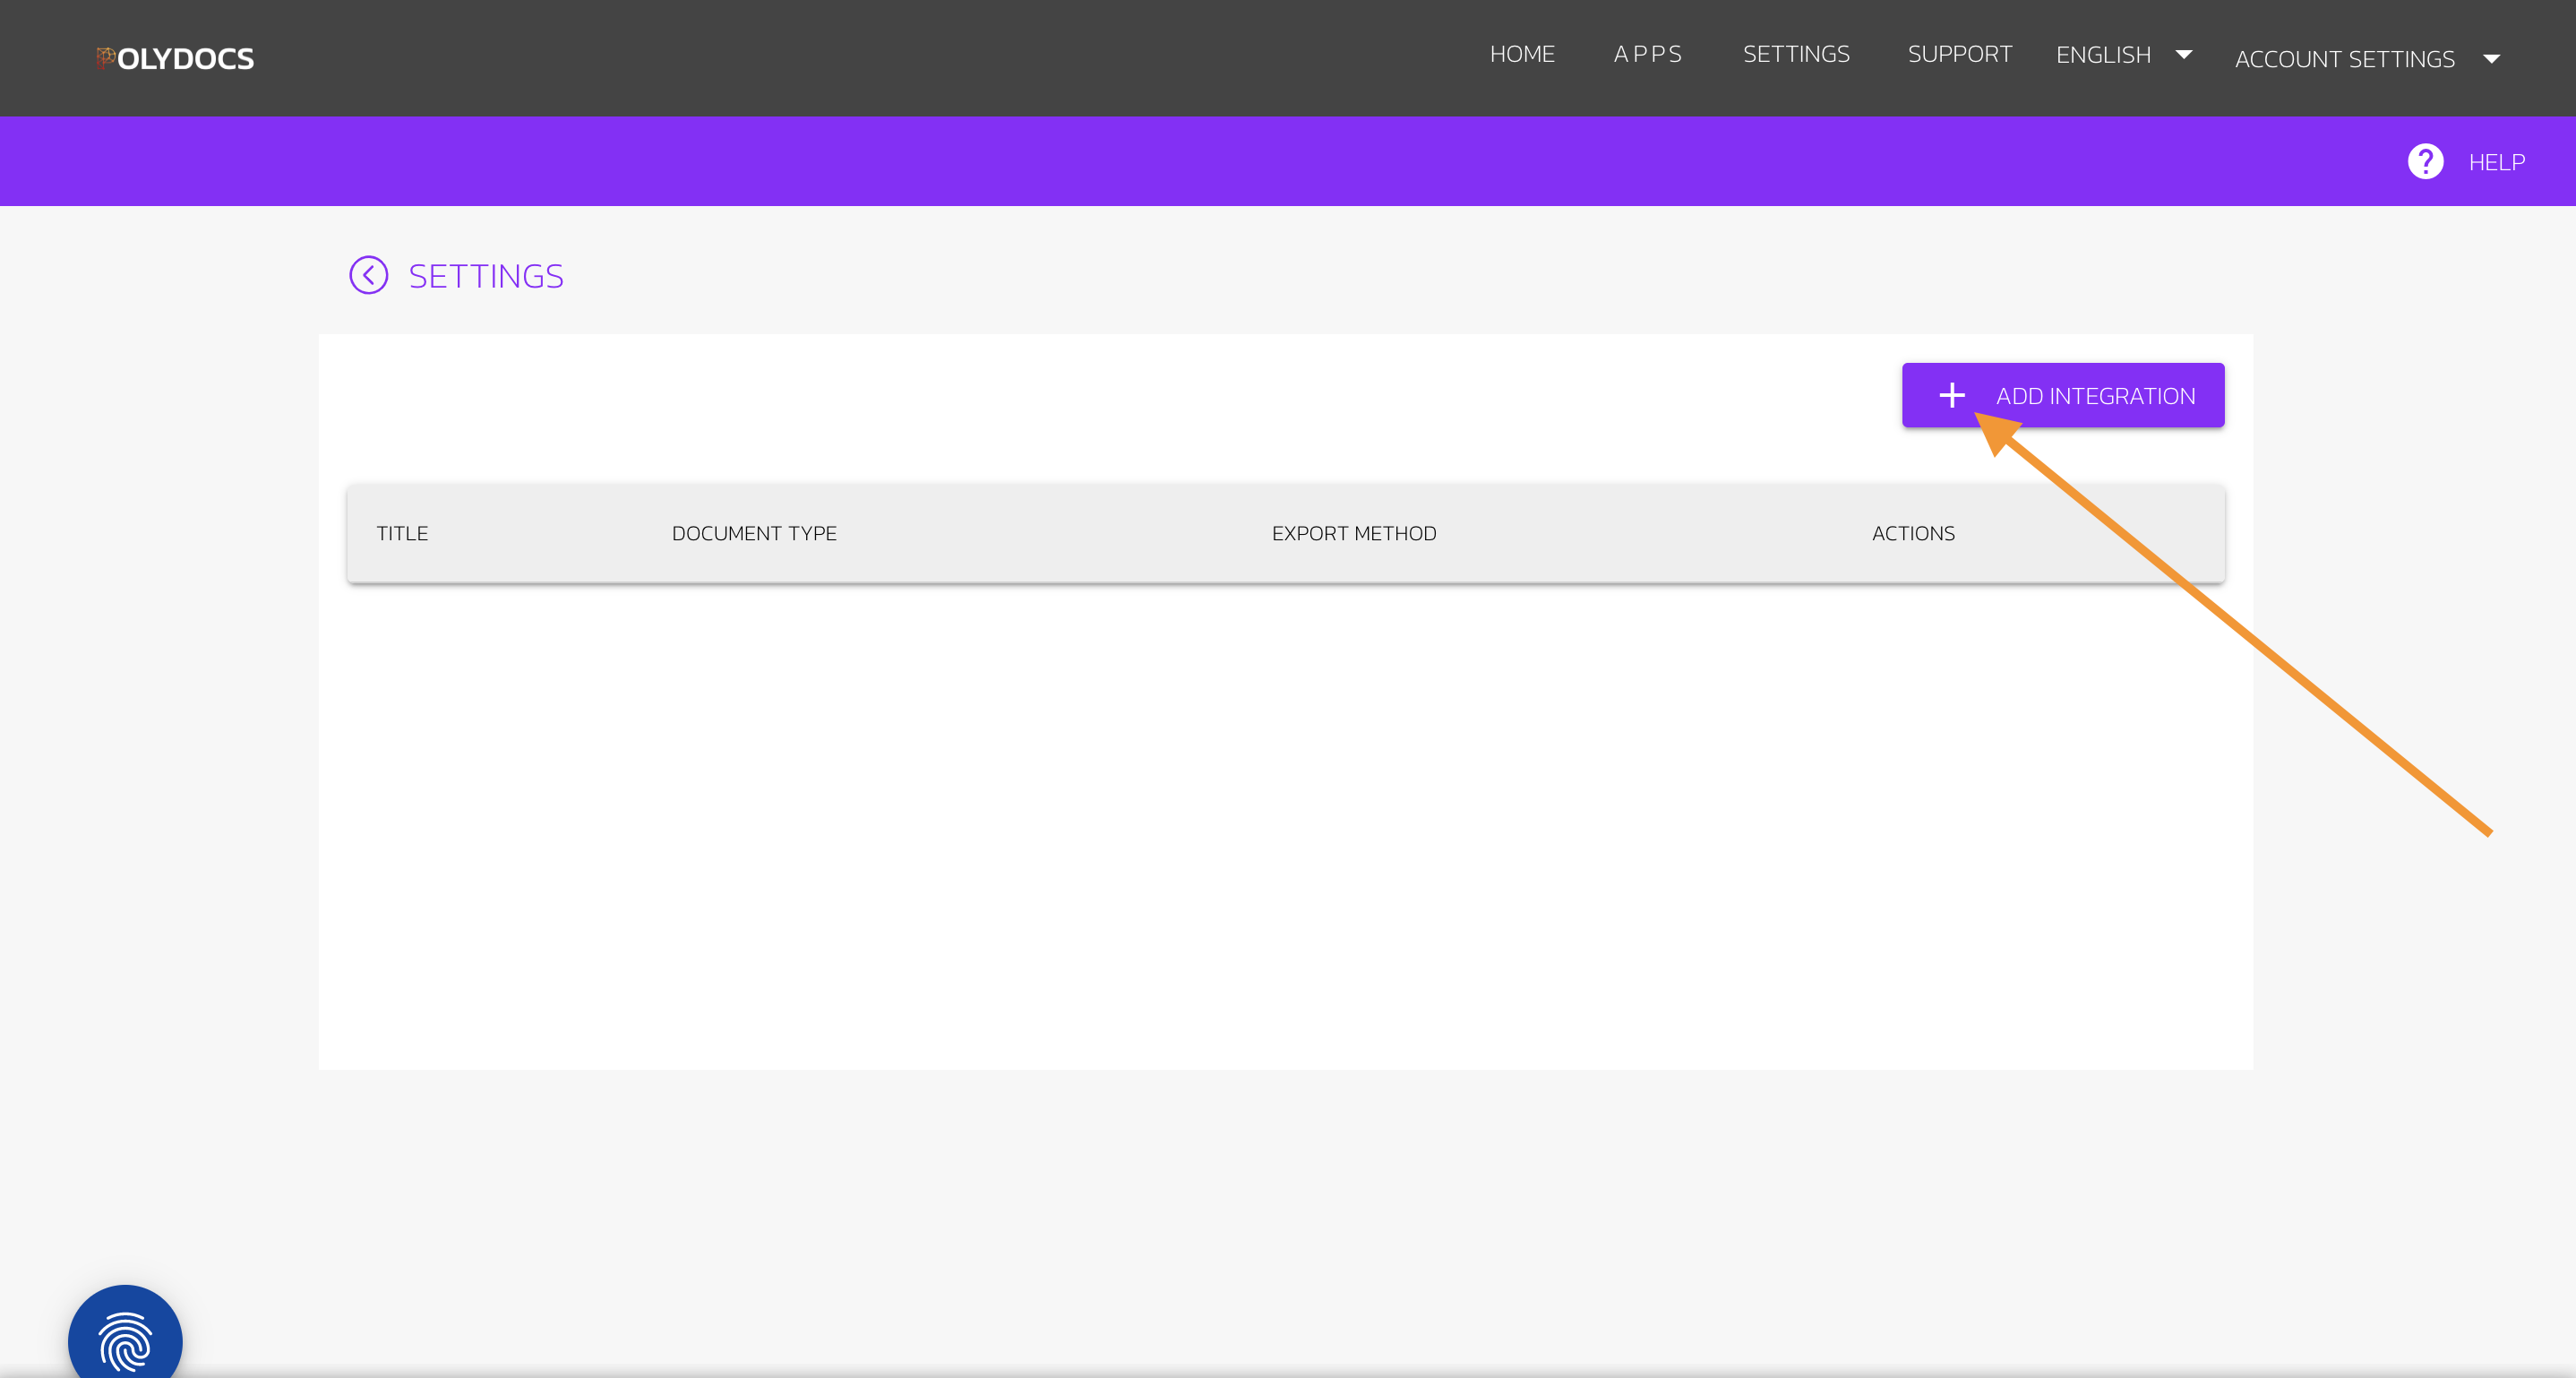 POLYDOCS
HOME APPS SETTINGS SUPPORT ENGLISH ACCOUNT SETTINGS
? HELP
SETTINGS
+ ADD INTEGRATION
TITLE DOCUMENT TYPE EXPORT METHOD ACTIONS